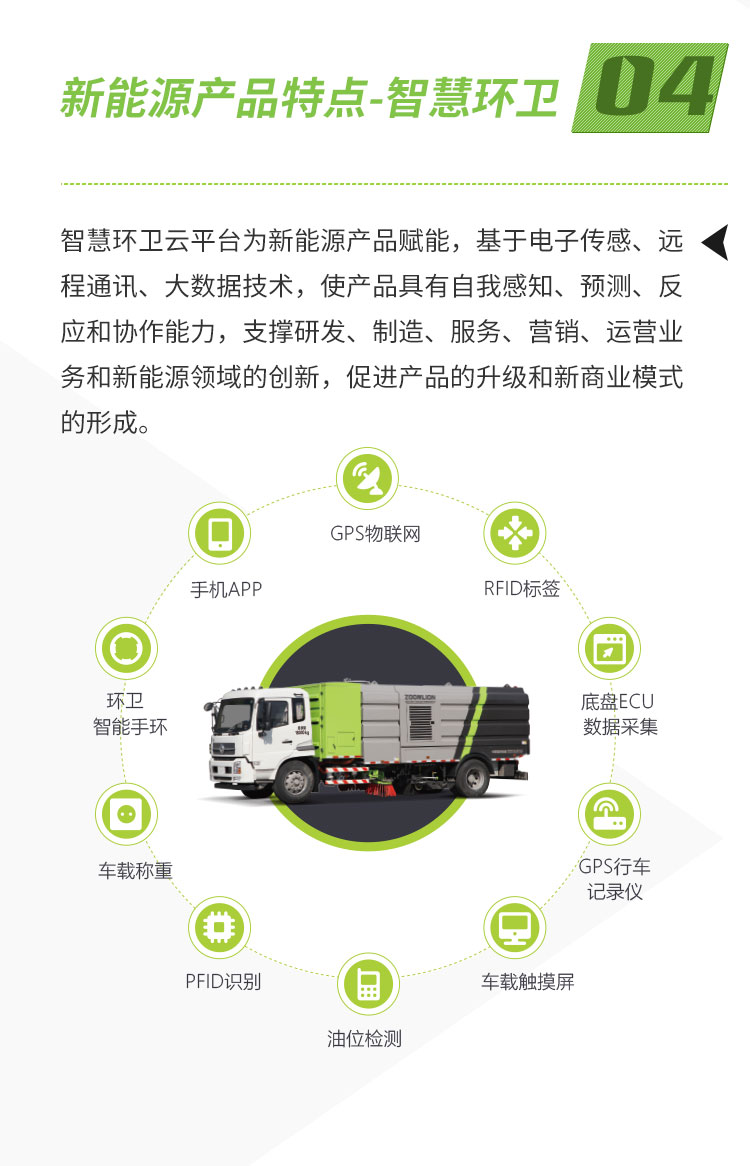 新能源产品特点-智慧环卫
04
智慧环卫云平台为新能源产品赋能，基于电子传感、远
程通讯、大数据技术，使产品具有自我感知、预测、反
应和协作能力，支撑研发、制造、服务、营销、运营业
务和新能源领域的创新，促进产品的升级和新商业模式
的形成。
GPS物联网
手机APP
RFID标签
环卫
智能手环
底盘ECU
数据采集
ZOOMLION
车载称重
GPS行车
记录仪
PFID识别
车载触摸屏
油位检测